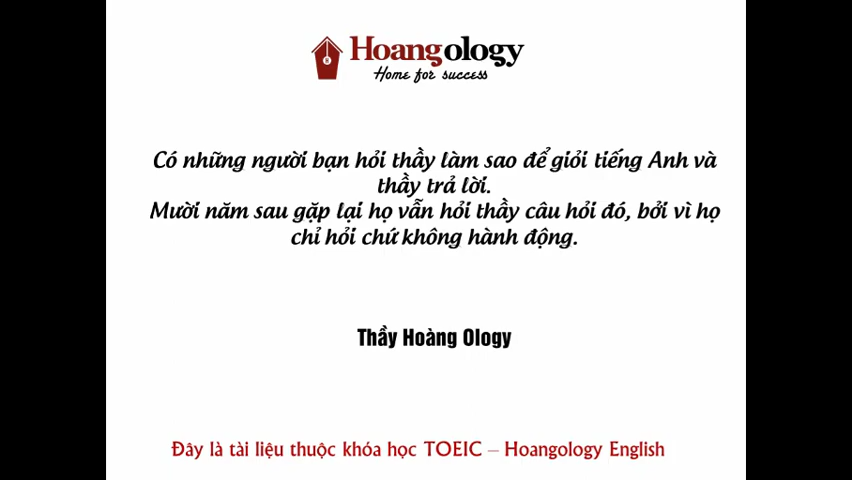 Hoangology
Home for success
Có những người bạn hỏi thầy làm sao để giỏi tiếng Anh và
thầy trả lời.
Mười năm sau gặp lại họ vẫn hỏi thầy câu hỏi đó, bởi vì họ
chỉ hỏi chứ không hành động.
Thầy Hoàng Ology
Đây là tài liệu thuộc khóa học TOEIC – Hoangology English